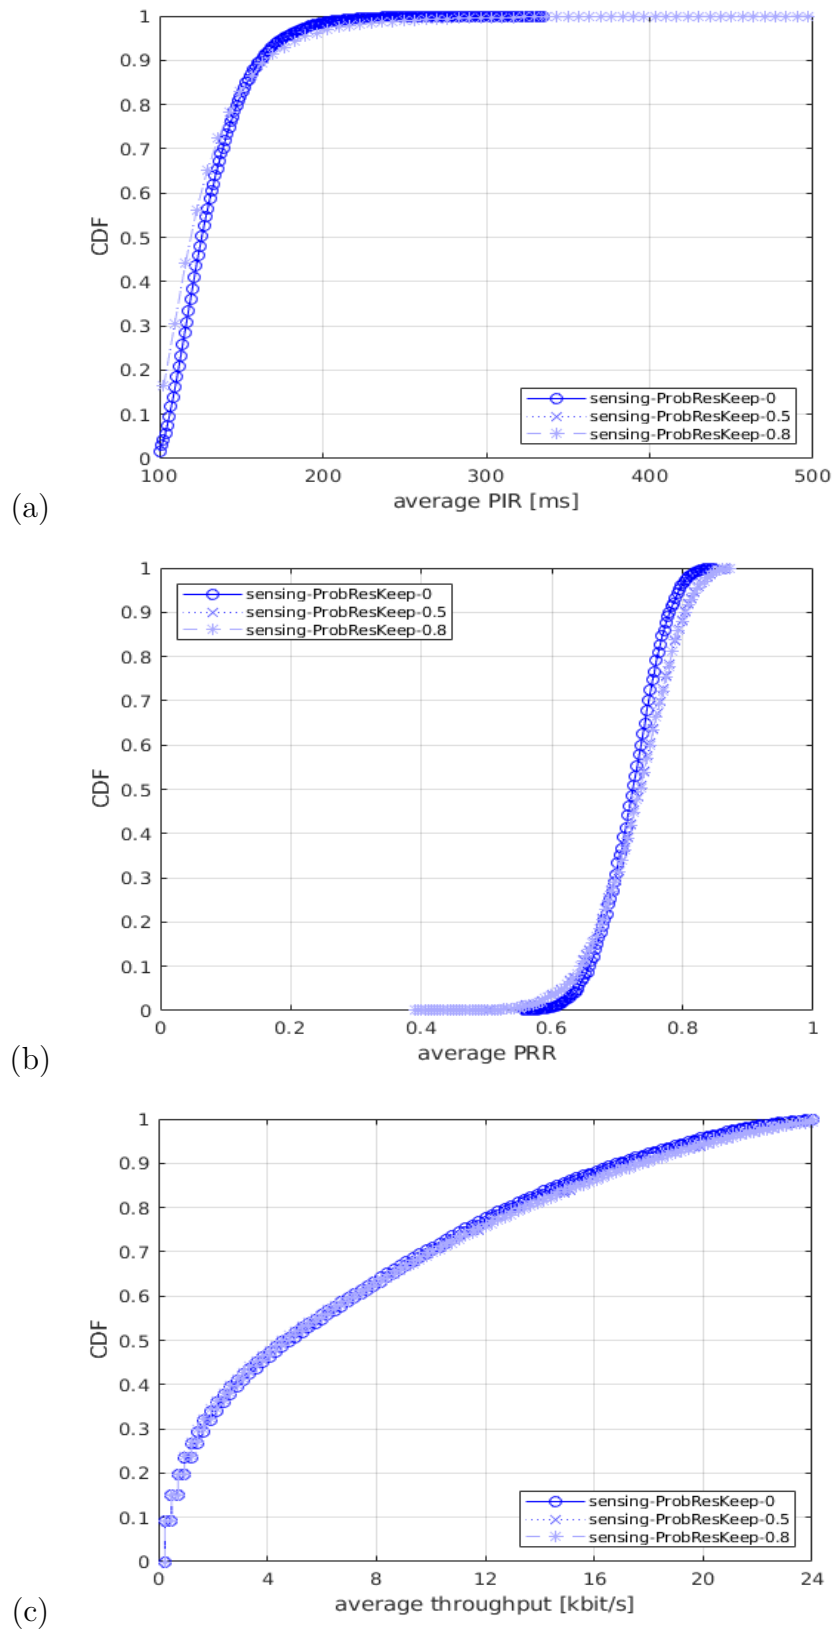 1
0.9
0.8
0.7
0.6
0.5
0.4
0.3
0.2
0.1
0
CDF
sensing-ProbResKeep-0
sensing-ProbResKeep-0.5
sensing-ProbResKeep-0.8
100 200 300 400 500
average PIR [ms]
(a)
1
0.9
0.8
0.7
0.6
0.5
0.4
0.3
0.2
0.1
0
CDF
sensing-ProbResKeep-0
sensing-ProbResKeep-0.5
sensing-ProbResKeep-0.8
0 0.2 0.4 0.6 0.8 1
average PRR
(b)
1
0.9
0.8
0.7
0.6
0.5
0.4
0.3
0.2
0.1
0
CDF
sensing-ProbResKeep-0
sensing-ProbResKeep-0.5
sensing-ProbResKeep-0.8
0 4 8 12 16 20 24
average throughput [kbit/s]
(c)